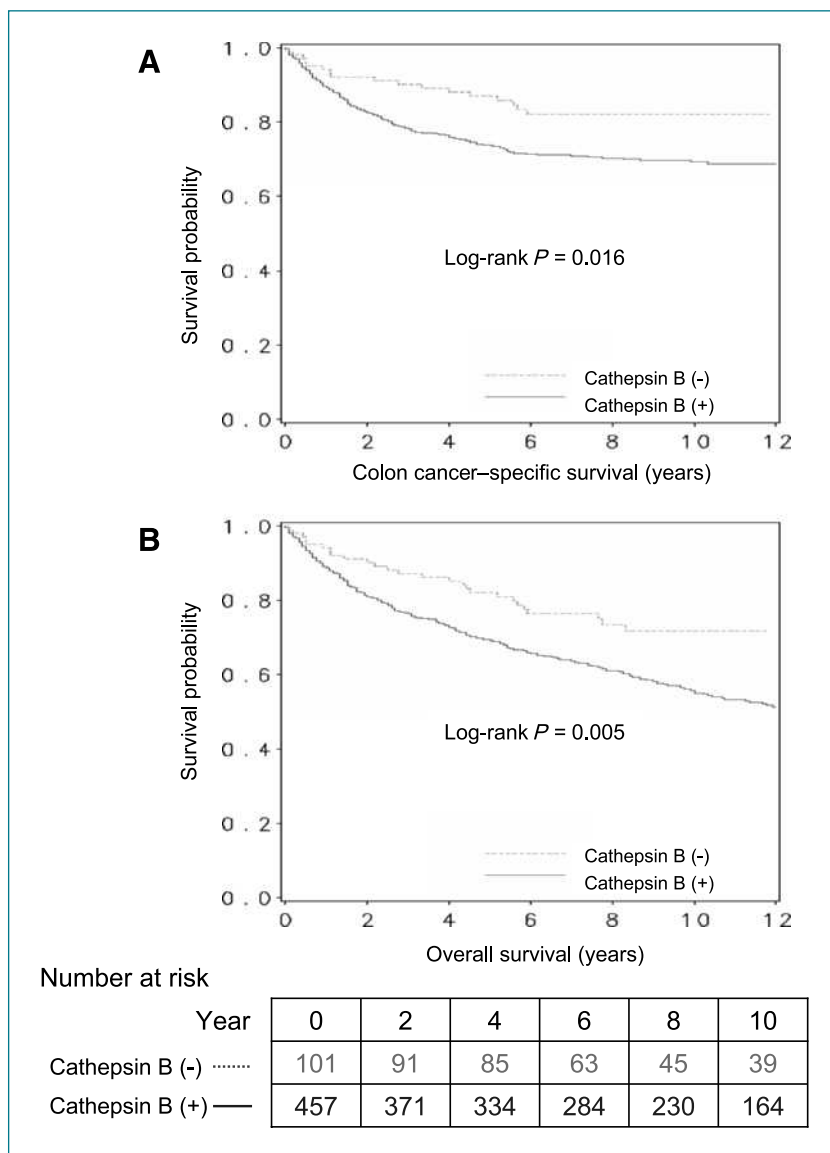 A
1.0
0.8
0.6
0.4
0.2
0.0
Survival probability
Log-rank P = 0.016
Cathepsin B (-)
Cathepsin B (+)
0 2 4 6 8 10 12
Colon cancer–specific survival (years)
B
1.0
0.8
0.6
0.4
0.2
0.0
Survival probability
Log-rank P = 0.005
Cathepsin B (-)
Cathepsin B (+)
0 2 4 6 8 10 12
Overall survival (years)
Number at risk
Year 0 2 4 6 8 10
Cathepsin B (-) 101 91 85 63 45 39
Cathepsin B (+) 457 371 334 284 230 164